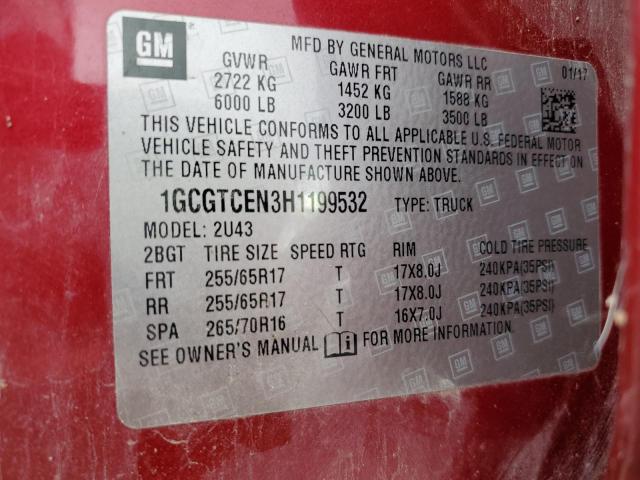 GM
MFD BY GENERAL MOTORS LLC
GVWR GAWR FRT GAWR RR 01/17
2722 KG 1452 KG 1588 KG
6000 LB 3200 LB 3500 LB
THIS VEHICLE CONFORMS TO ALL APPLICABLE U.S. FEDERAL MOTOR
VEHICLE SAFETY AND THEFT PREVENTION STANDARDS IN EFFECT ON
THE DATE OF MANUFACTURE SHOWN ABOVE.
1GCGTCEN3H1199532 TYPE: TRUCK
MODEL: 2U43
2BGT TIRE SIZE SPEED RTG RIM COLD TIRE PRESSURE
FRT 255/65R17 T 17X8.0J 240KPA(35PSI)
RR 255/65R17 T 17X8.0J 240KPA(35PSI)
SPA 265/70R16 T 16X7.0J 240KPA(35PSI)
SEE OWNER'S MANUAL FOR MORE INFORMATION.